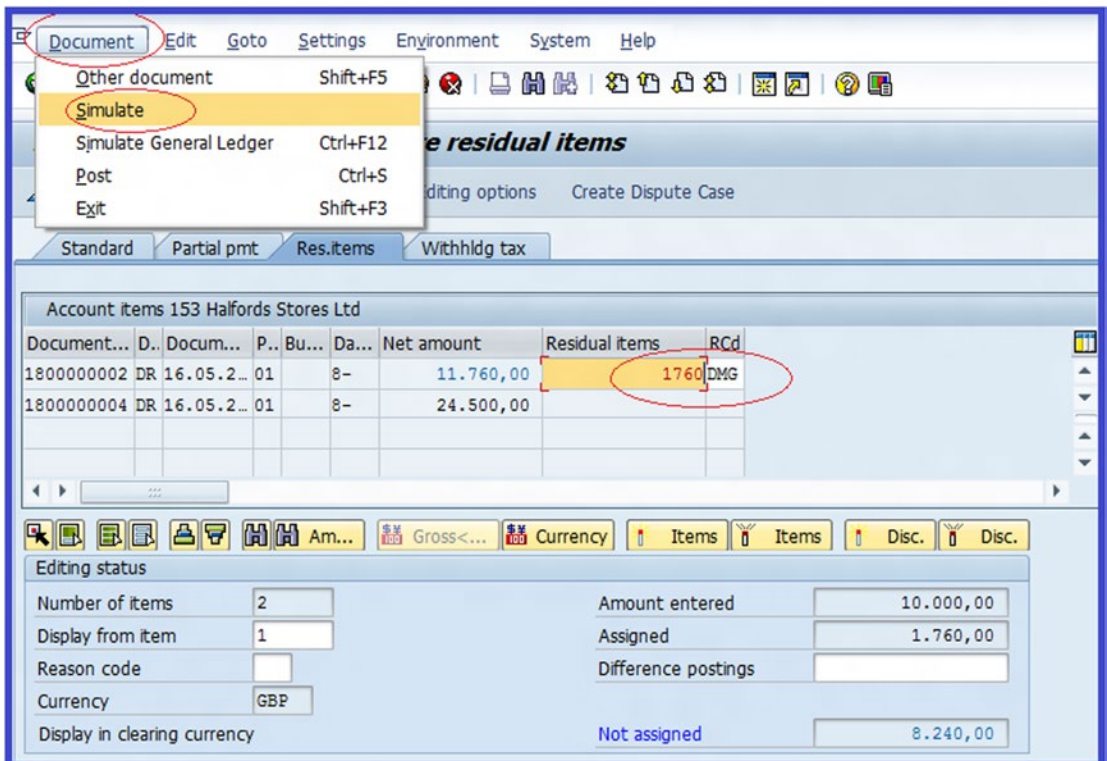 Document Edit Goto Settings Environment System Help
Other document Shift+F5
Simulate
Simulate General Ledger Ctrl+F12
Post Ctrl+S
Exit Shift+F3
e residual items
diting options Create Dispute Case
Standard Partial pmt Res.items Withhldg tax
Account items 153 Halfords Stores Ltd
Document... D.. Docum... P.. Bu... Da... Net amount Residual items RCd
1800000002 DR 16.05.2… 01 8- 11.760,00 1760 DMG
1800000004 DR 16.05.2… 01 8- 24.500,00
Am... Gross<... Currency Items Items Disc. Disc.
Editing status
Number of items 2 Amount entered 10.000,00
Display from item 1 Assigned 1.760,00
Reason code Difference postings
Currency GBP
Display in clearing currency Not assigned 8.240,00